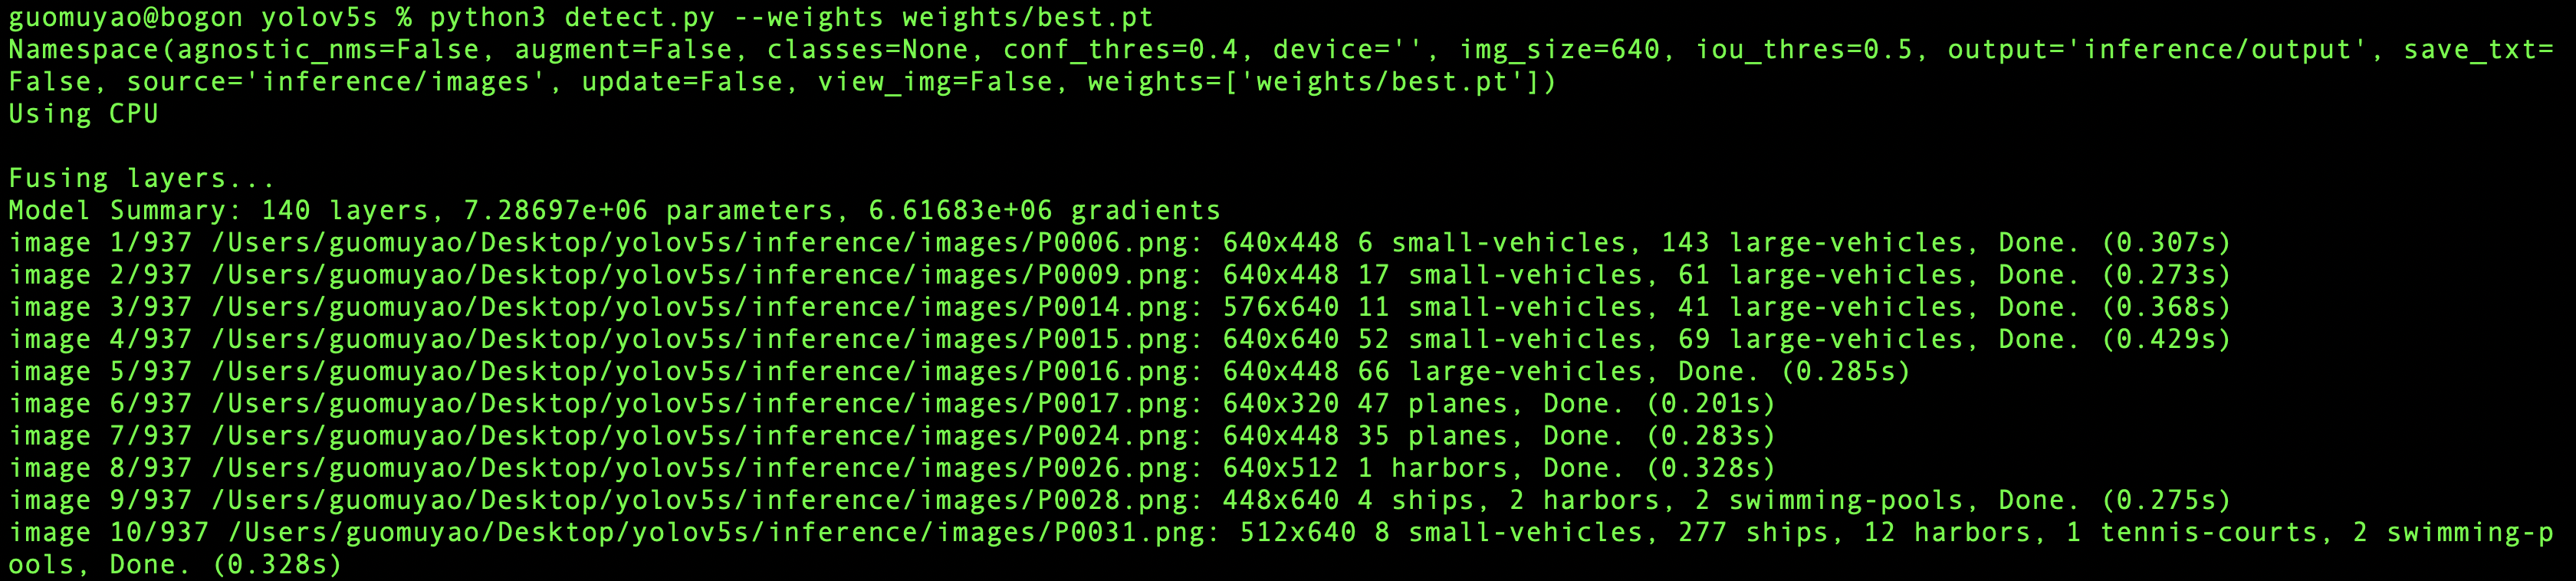 guomuyao@bogon yolov5s % python3 detect.py --weights weights/best.pt
Namespace(agnostic_nms=False, augment=False, classes=None, conf_thres=0.4, device='', img_size=640, iou_thres=0.5, output='inference/output', save_txt=
False, source='inference/images', update=False, view_img=False, weights=['weights/best.pt'])
Using CPU

Fusing layers...
Model Summary: 140 layers, 7.28697e+06 parameters, 6.61683e+06 gradients
image 1/937 /Users/guomuyao/Desktop/yolov5s/inference/images/P0006.png: 640x448 6 small-vehicles, 143 large-vehicles, Done. (0.307s)
image 2/937 /Users/guomuyao/Desktop/yolov5s/inference/images/P0009.png: 640x448 17 small-vehicles, 61 large-vehicles, Done. (0.273s)
image 3/937 /Users/guomuyao/Desktop/yolov5s/inference/images/P0014.png: 576x640 11 small-vehicles, 41 large-vehicles, Done. (0.368s)
image 4/937 /Users/guomuyao/Desktop/yolov5s/inference/images/P0015.png: 640x640 52 small-vehicles, 69 large-vehicles, Done. (0.429s)
image 5/937 /Users/guomuyao/Desktop/yolov5s/inference/images/P0016.png: 640x448 66 large-vehicles, Done. (0.285s)
image 6/937 /Users/guomuyao/Desktop/yolov5s/inference/images/P0017.png: 640x320 47 planes, Done. (0.201s)
image 7/937 /Users/guomuyao/Desktop/yolov5s/inference/images/P0024.png: 640x448 35 planes, Done. (0.283s)
image 8/937 /Users/guomuyao/Desktop/yolov5s/inference/images/P0026.png: 640x512 1 harbors, Done. (0.328s)
image 9/937 /Users/guomuyao/Desktop/yolov5s/inference/images/P0028.png: 448x640 4 ships, 2 harbors, 2 swimming-pools, Done. (0.275s)
image 10/937 /Users/guomuyao/Desktop/yolov5s/inference/images/P0031.png: 512x640 8 small-vehicles, 277 ships, 12 harbors, 1 tennis-courts, 2 swimming-p
ools, Done. (0.328s)